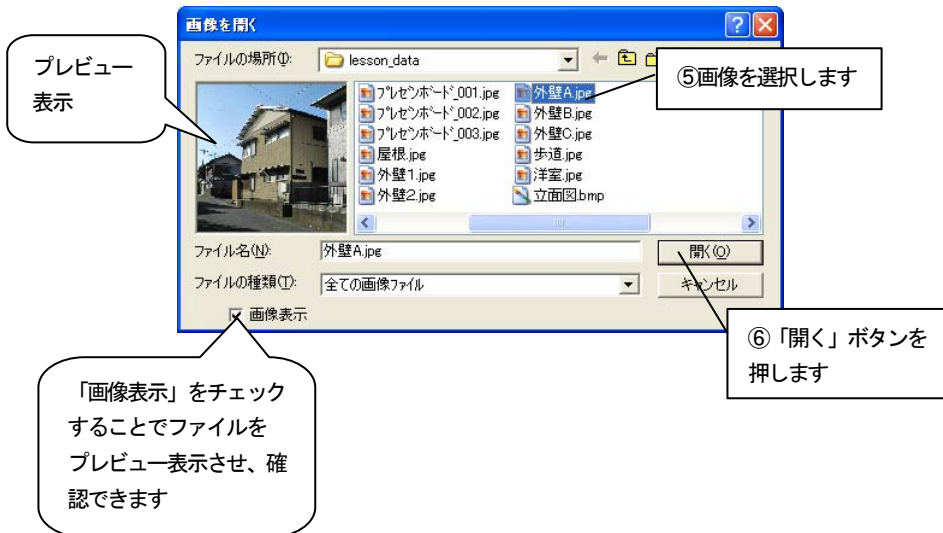 画像を開く
プレビュー
表示
ファイルの場所(I):
lesson_data
⑤画像を選択します
ﾌﾟﾚｾﾞﾝﾎﾞｰﾄﾞ_001.jpg
ﾌﾟﾚｾﾞﾝﾎﾞｰﾄﾞ_002.jpg
ﾌﾟﾚｾﾞﾝﾎﾞｰﾄﾞ_003.jpg
屋根.jpg
外壁1.jpg
外壁2.jpg
外壁A.jpg
外壁B.jpg
外壁C.jpg
歩道.jpg
洋室.jpg
立面図.bmp
ファイル名(N):
外壁A.jpg
開く(O)
ファイルの種類(T):
全ての画像ファイル
キャンセル
画像表示
⑥「開く」ボタンを
押します
「画像表示」をチェック
することでファイルを
プレビュー表示させ、確
認できます